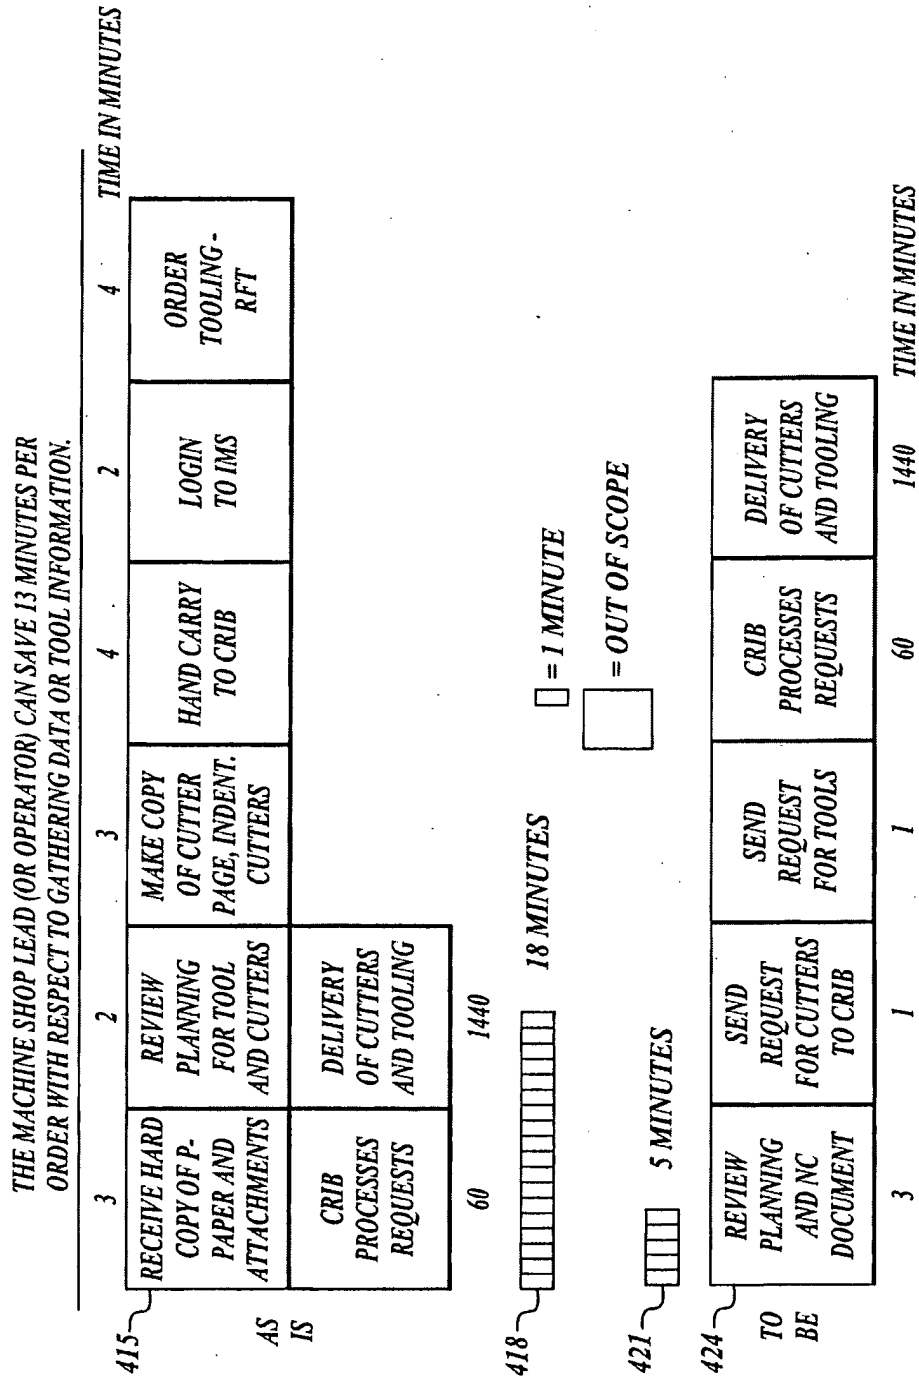 THE MACHINE SHOP LEAD (OR OPERATOR) CAN SAVE 13 MINUTES PER
ORDER WITH RESPECT TO GATHERING DATA OR TOOL INFORMATION.
3 2 3 4 2 4 TIME IN MINUTES
415
AS
IS
RECEIVE HARD
COPY OF P-
PAPER AND
ATTACHMENTS
REVIEW
PLANNING
FOR TOOL
AND CUTTERS
MAKE COPY
OF CUTTER
PAGE, INDENT.
CUTTERS
HAND CARRY
TO CRIB
LOGIN
TO IMS
ORDER
TOOLING-
RFT
CRIB
PROCESSES
REQUESTS
DELIVERY
OF CUTTERS
AND TOOLING
60 1440
418
18 MINUTES
= 1 MINUTE
= OUT OF SCOPE
421
5 MINUTES
424
TO
BE
REVIEW
PLANNING
AND NC
DOCUMENT
SEND
REQUEST
FOR CUTTERS
TO CRIB
SEND
REQUEST
FOR TOOLS
CRIB
PROCESSES
REQUESTS
DELIVERY
OF CUTTERS
AND TOOLING
3 1 1 60 1440 TIME IN MINUTES